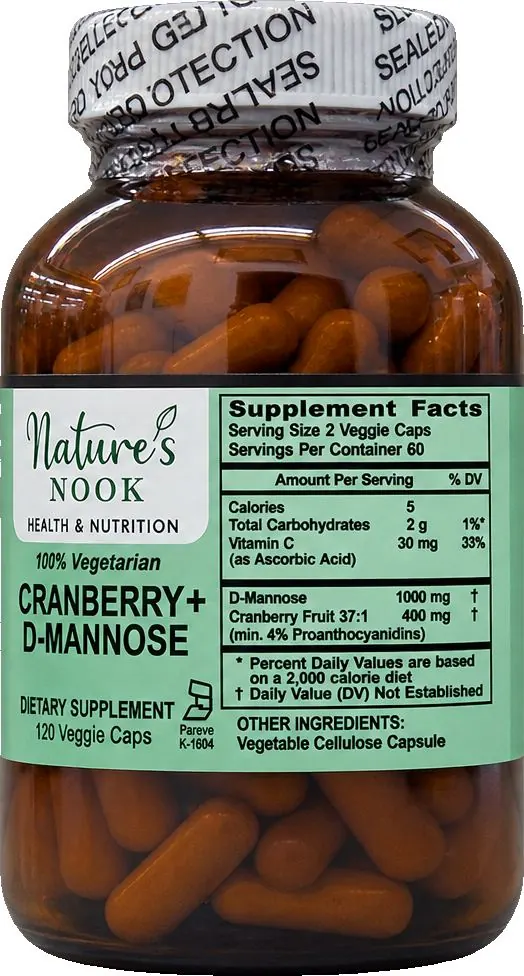 SEALED
PROTECTION
SEALED
Nature's
NOOK
HEALTH & NUTRITION
100% Vegetarian
CRANBERRY+
D-MANNOSE
DIETARY SUPPLEMENT
120 Veggie Caps
Pareve
K-1604
Supplement Facts
Serving Size 2 Veggie Caps
Servings Per Container 60
Amount Per Serving % DV
Calories 5
Total Carbohydrates 2 g 1%*
Vitamin C 30 mg 33%
(as Ascorbic Acid)
D-Mannose 1000 mg †
Cranberry Fruit 37:1 400 mg †
(min. 4% Proanthocyanidins)
* Percent Daily Values are based
on a 2,000 calorie diet
† Daily Value (DV) Not Established
OTHER INGREDIENTS:
Vegetable Cellulose Capsule